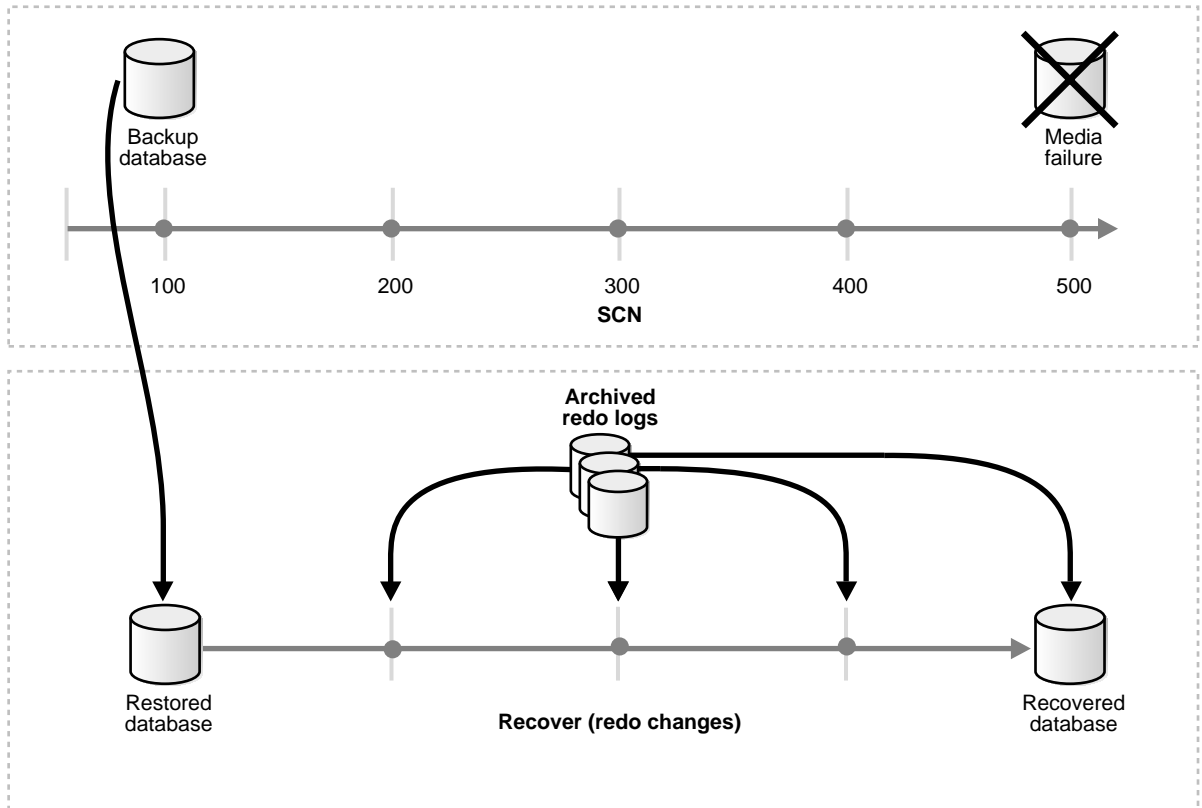 Backup
database
Media
failure
100
200
300
400
500
SCN
Archived
redo logs
Restored
database
Recover (redo changes)
Recovered
database